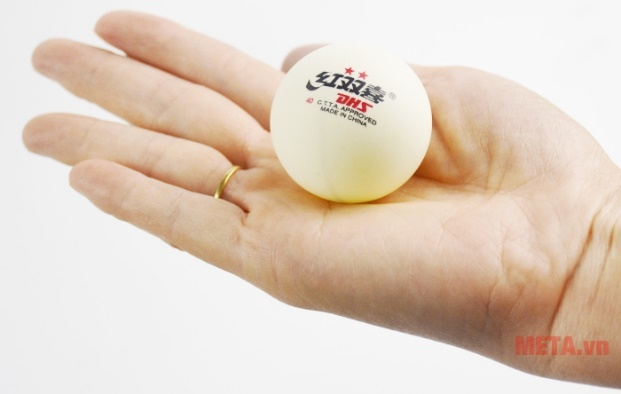 ★★
红双喜®
DHS
40 C.T.T.A. APPROVED
MADE IN CHINA
META.vn